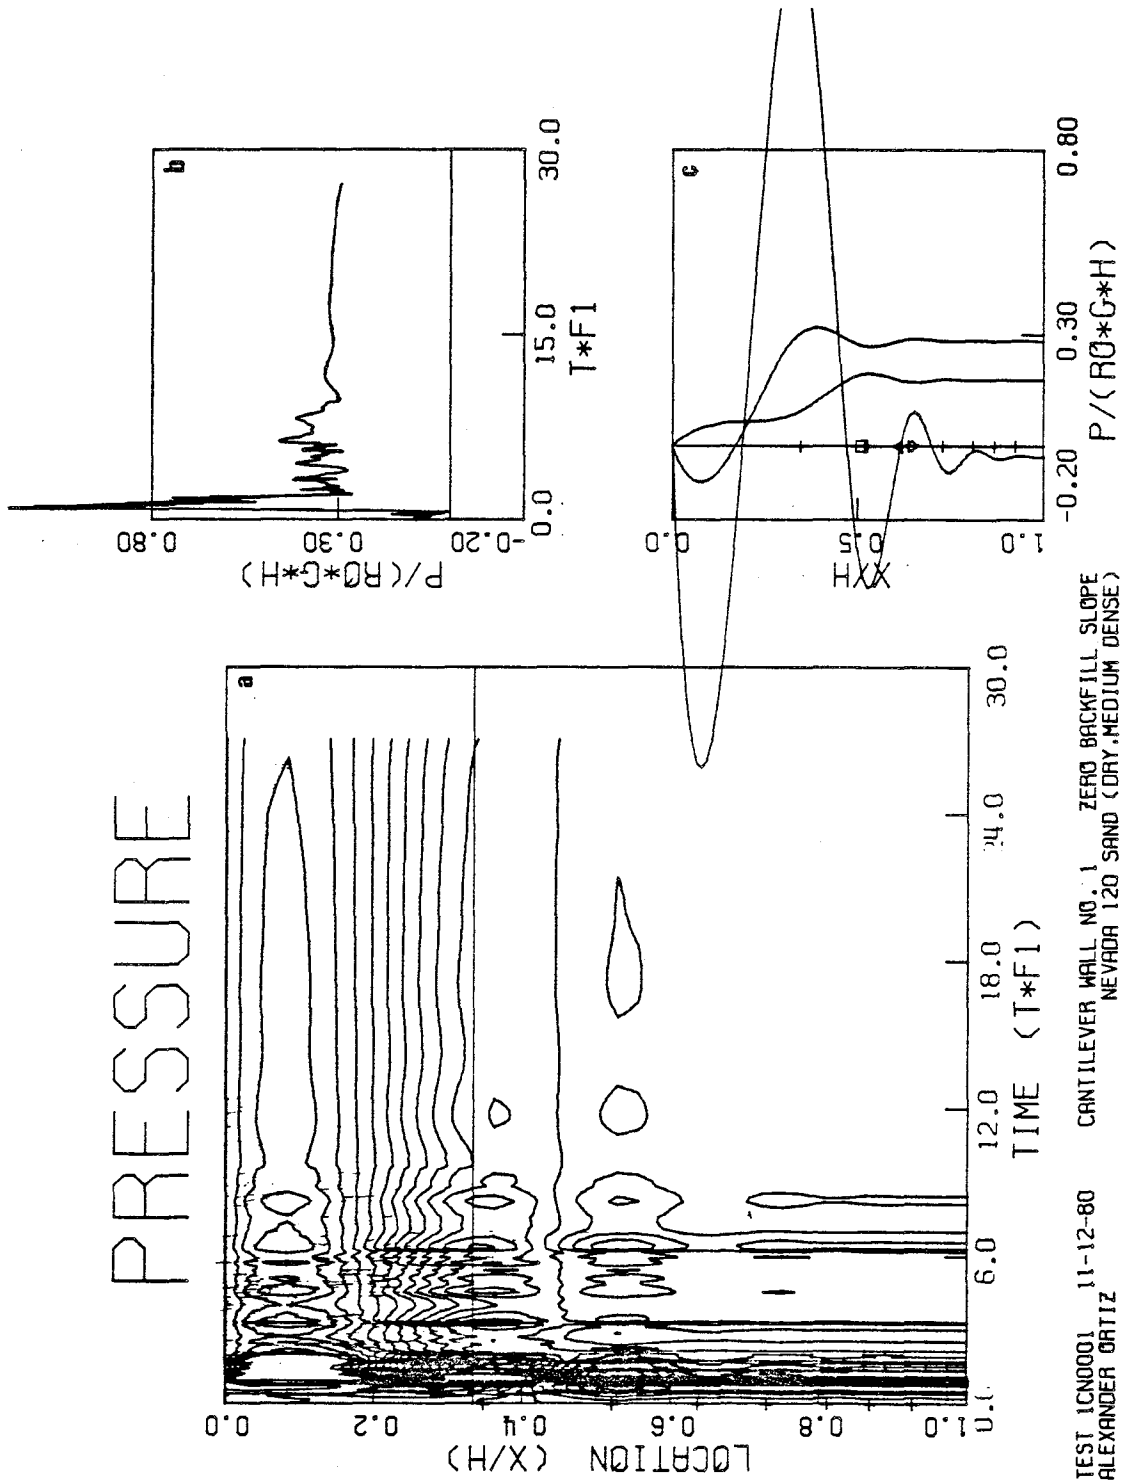 PRESSURE
a
0.0
0.2
0.4
0.6
0.8
1.0
LOCATION (X/H)
6.0
12.0
18.0
24.0
30.0
TIME (T*F1)
b
0.80
0.30
-0.20
P/(RO*G*H)
0.0
15.0
30.0
T*F1
c
0.0
0.5
1.0
X/H
-0.20
0.30
0.80
P/(RO*G*H)
TEST 1CN0001 11-12-80 CANTILEVER WALL NO. 1 ZERO BACKFILL SLOPE
ALEXANDER ORTIZ NEVADA 120 SAND (DRY,MEDIUM DENSE)